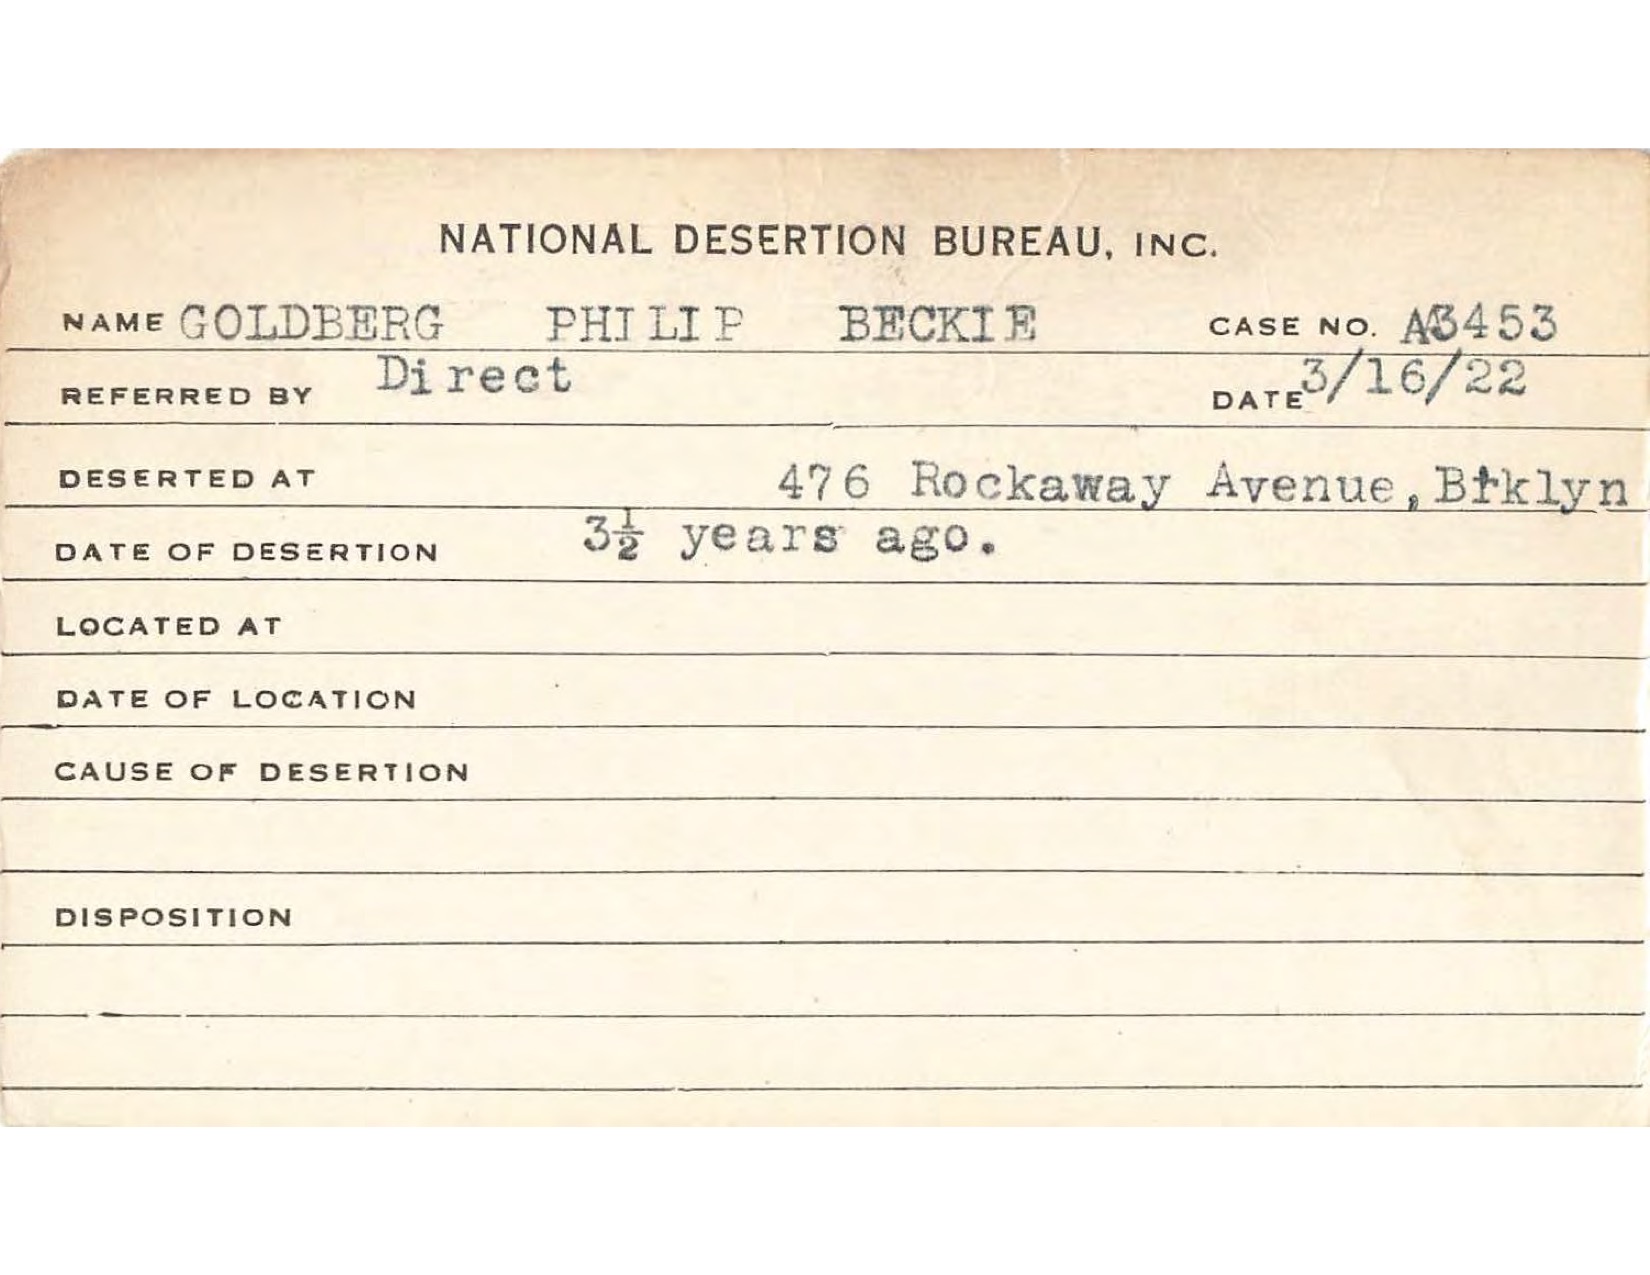 NATIONAL DESERTION BUREAU, INC.
NAME GOLDBERG PHILIP BECKIE CASE NO. A3453
REFERRED BY Direct DATE 3/16/22
DESERTED AT 476 Rockaway Avenue, Brklyn
DATE OF DESERTION 3½ years ago.
LOCATED AT
DATE OF LOCATION
CAUSE OF DESERTION
DISPOSITION